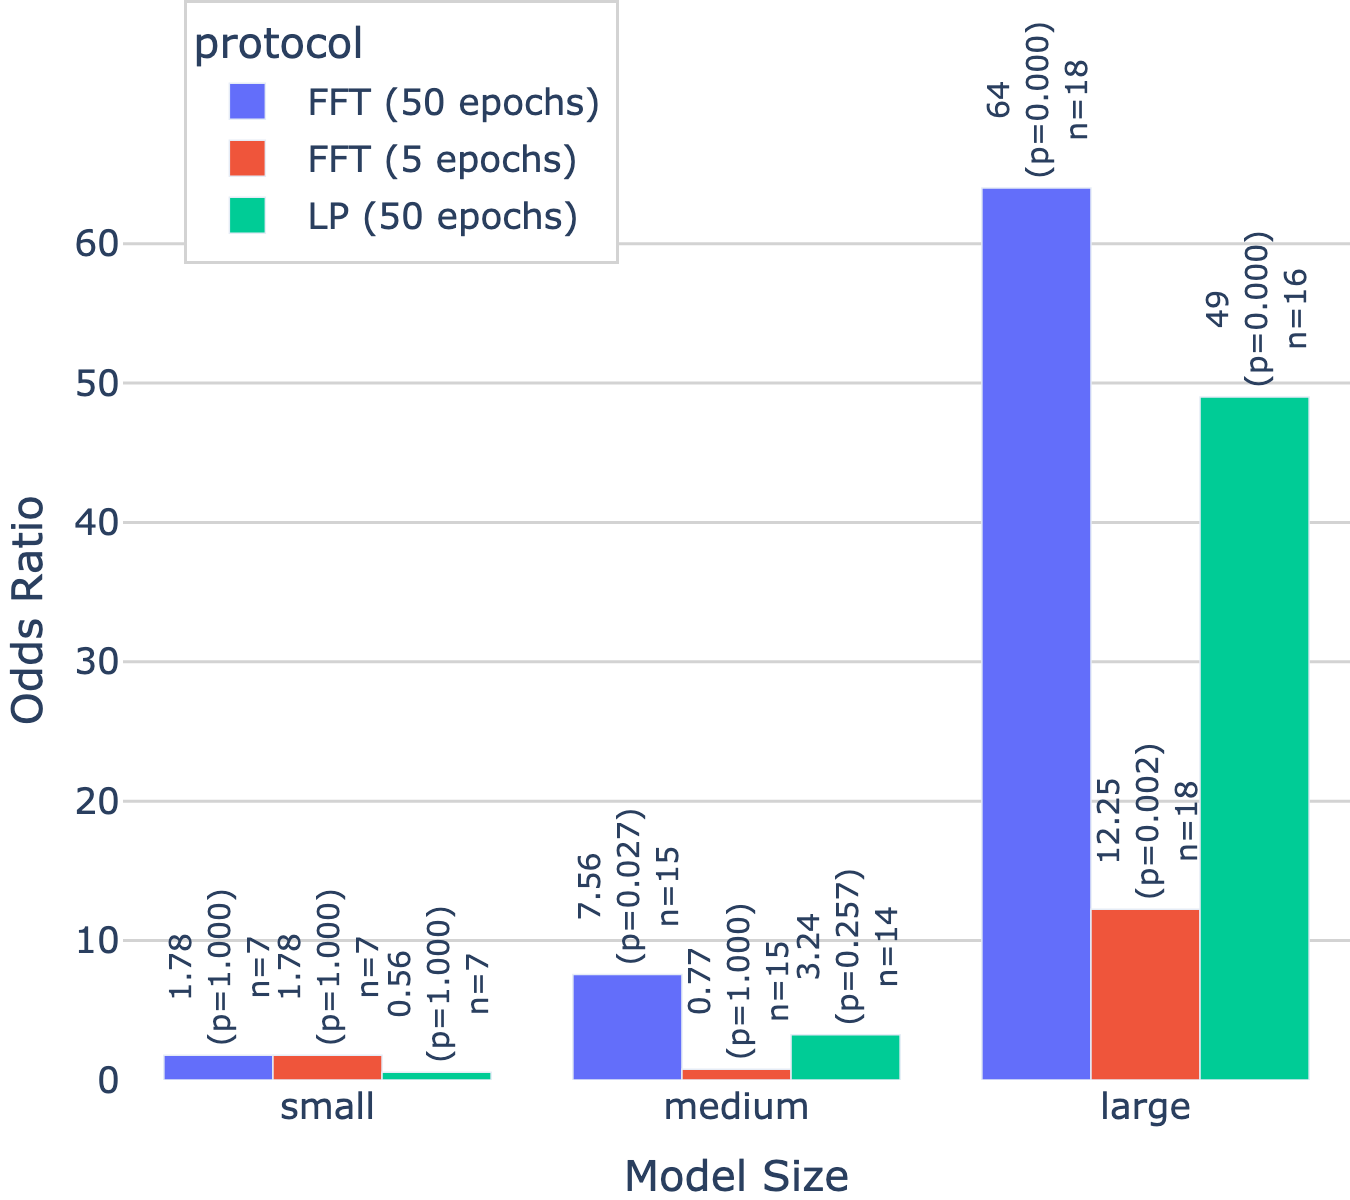 protocol
FFT (50 epochs)
FFT (5 epochs)
LP (50 epochs)
Odds Ratio
60
50
40
30
20
10
0
1.78
(p=1.000)
n=7
1.78
(p=1.000)
n=7
0.56
(p=1.000)
n=7
7.56
(p=0.027)
n=15
0.77
(p=1.000)
n=15
3.24
(p=0.257)
n=14
64
(p=0.000)
n=18
12.25
(p=0.002)
n=18
49
(p=0.000)
n=16
small
medium
large
Model Size